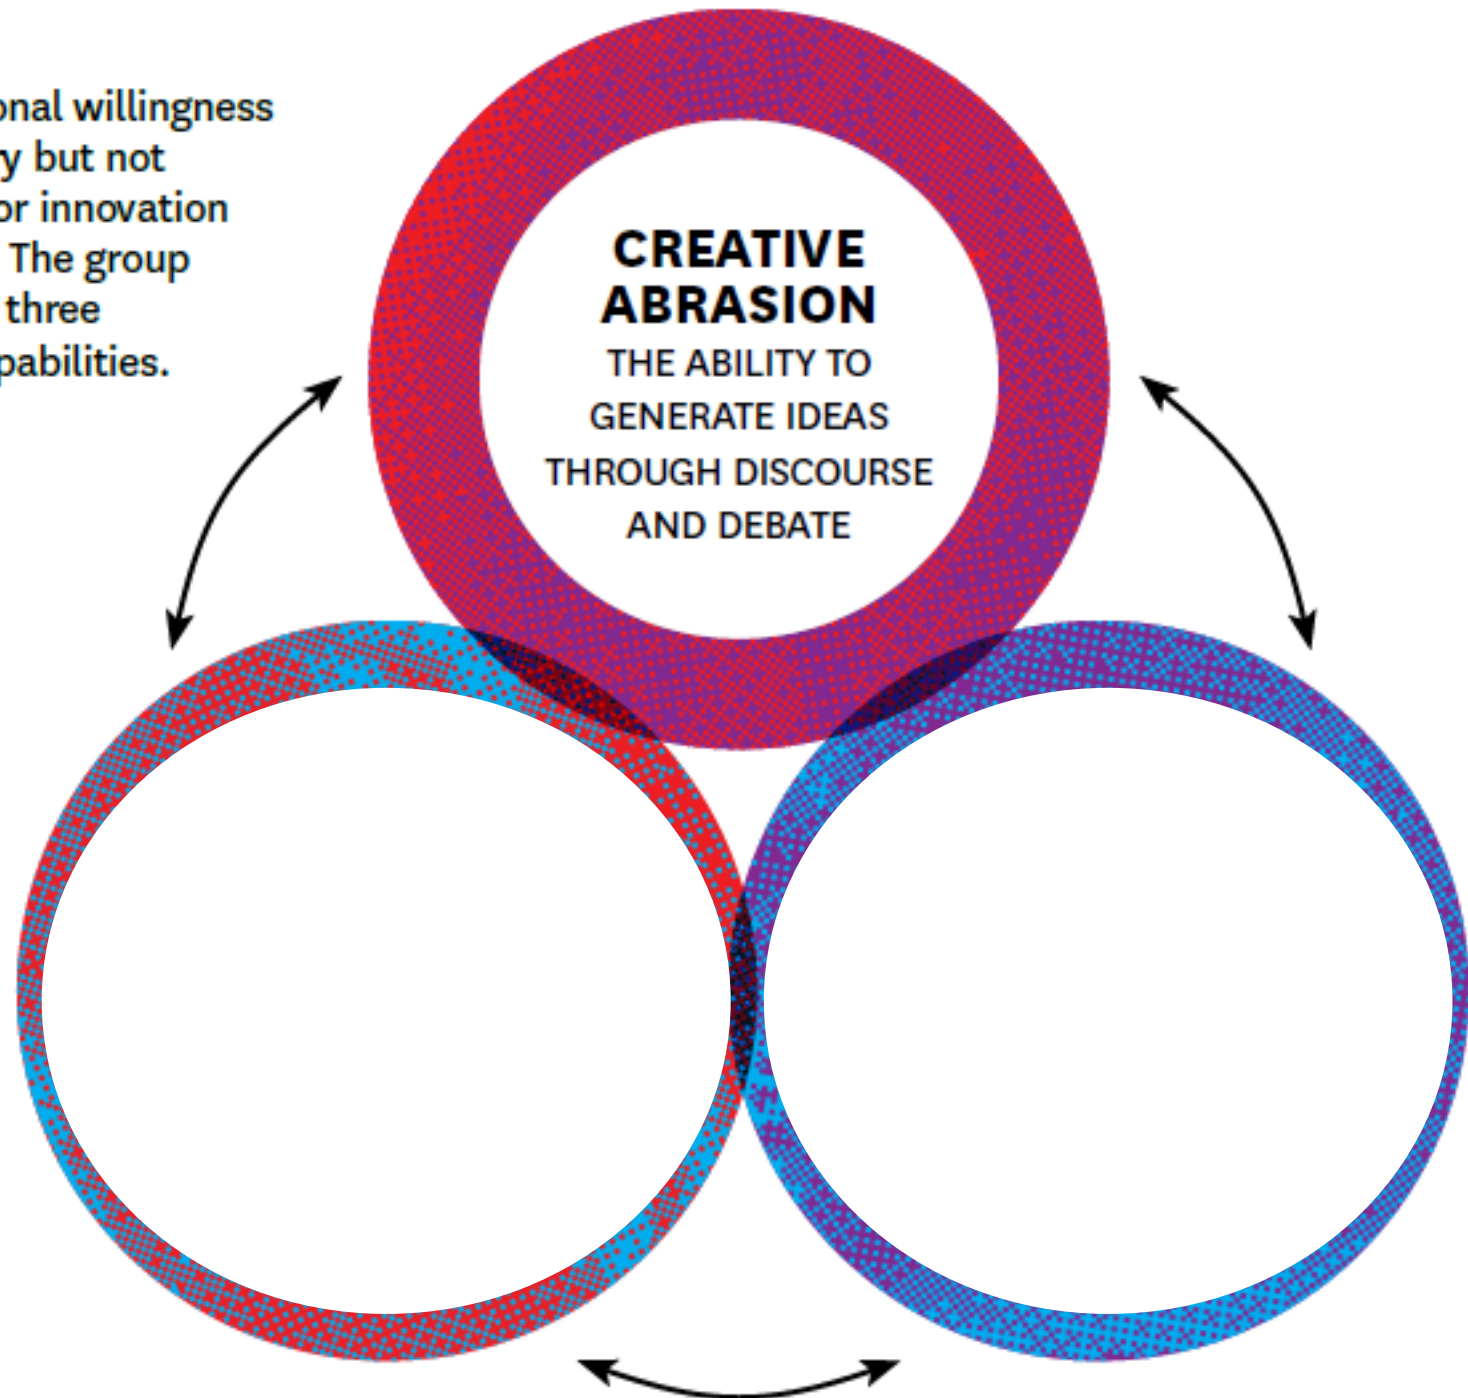 onal willingness
y but not
or innovation
The group
three
pabilities.
CREATIVE
ABRASION
THE ABILITY TO
GENERATE IDEAS
THROUGH DISCOURSE
AND DEBATE